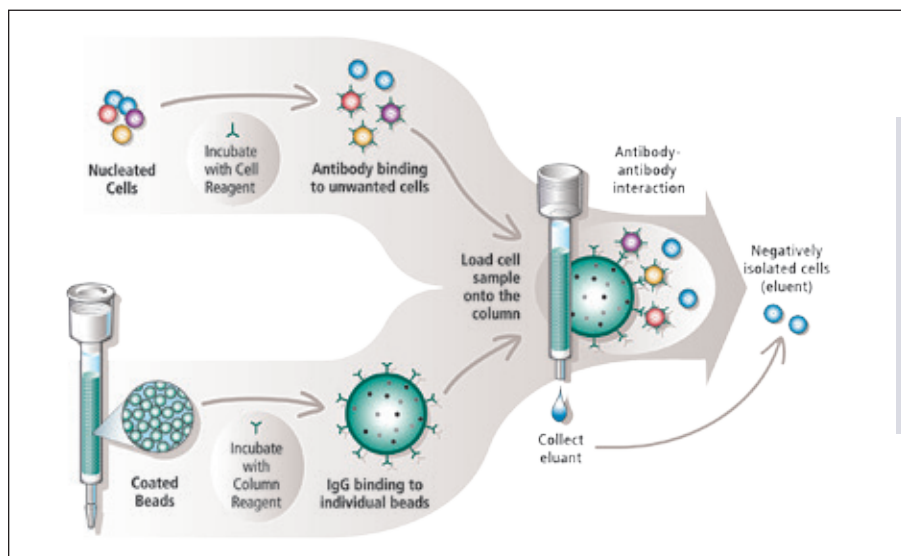 Nucleated
Cells
Incubate
with Cell
Reagent
Antibody binding
to unwanted cells
Load cell
sample
onto the
column
Antibody-
antibody
interaction
Negatively
isolated cells
(eluent)
Coated
Beads
Incubate
with
Column
Reagent
IgG binding to
individual beads
Collect
eluant